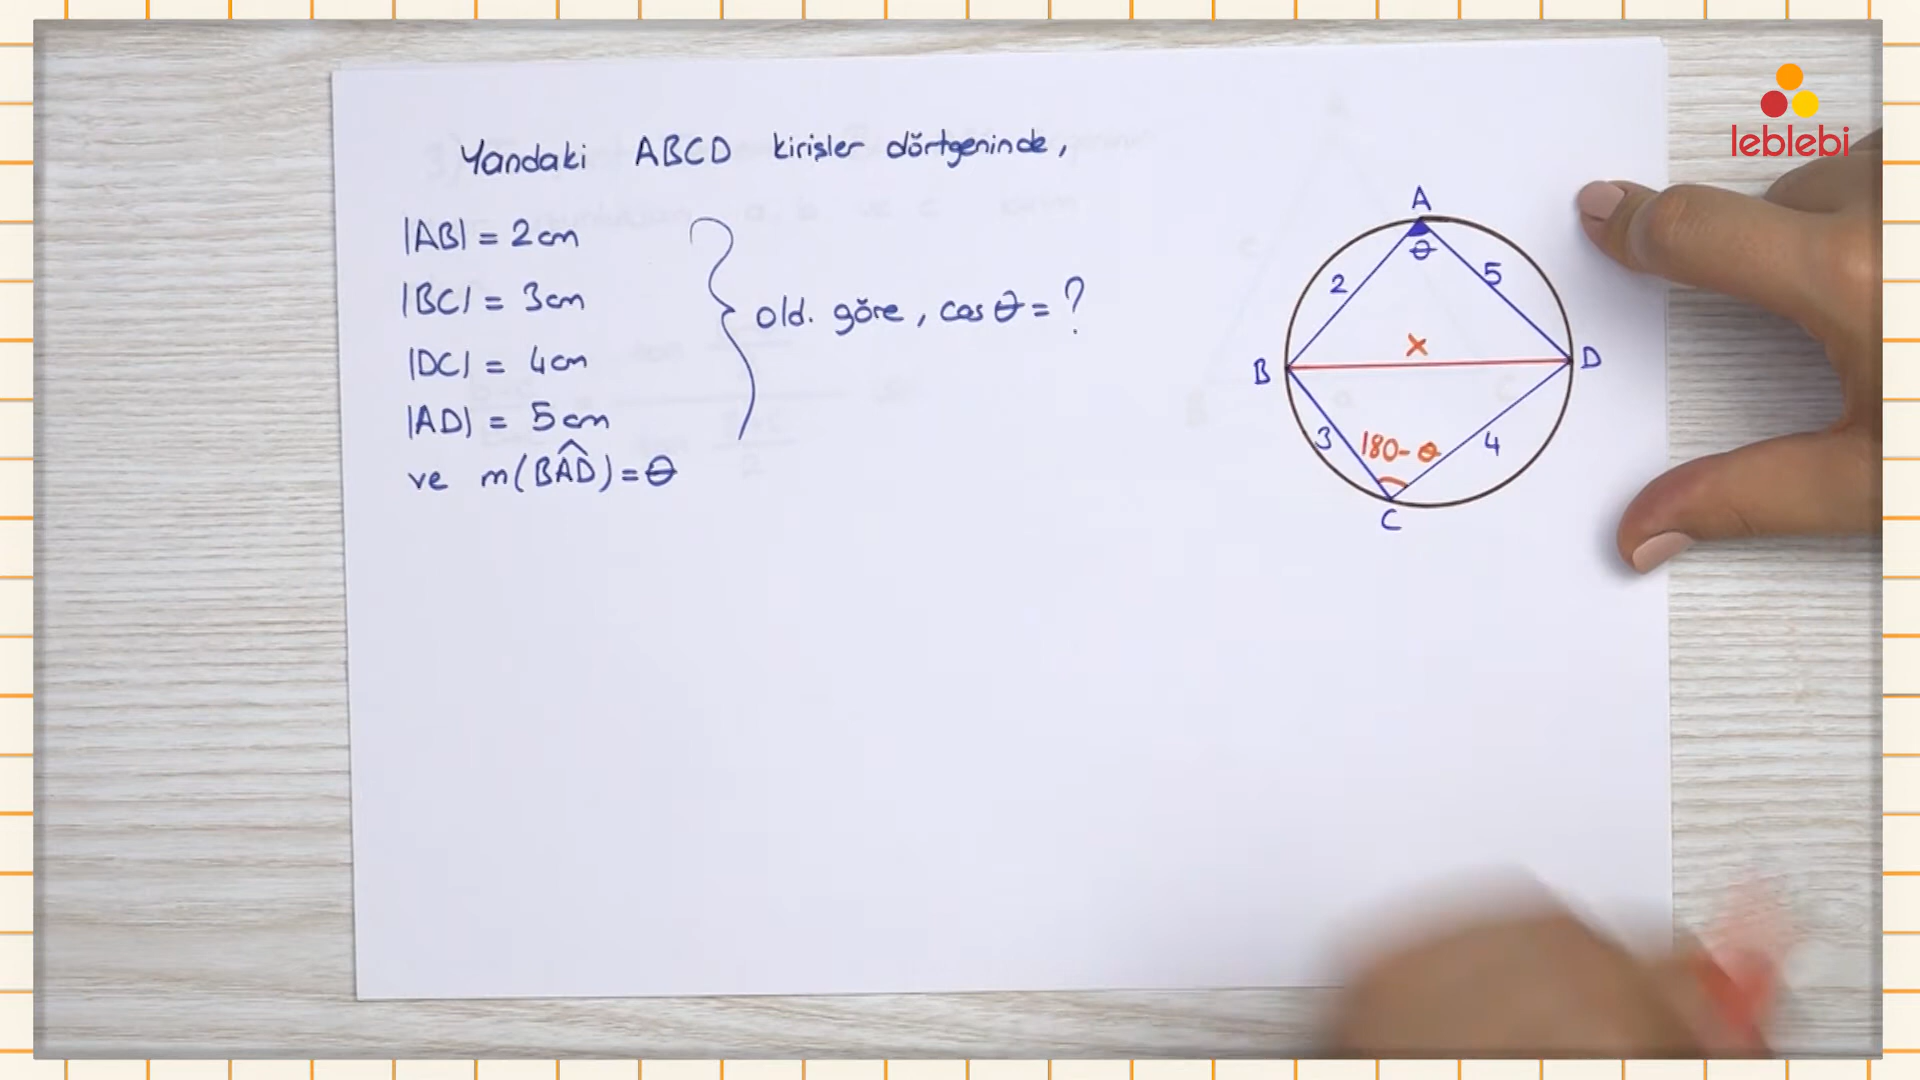 leblebi
Yandaki ABCD kirişler dörtgeninde,
|AB| = 2cm
|BC| = 3cm
|DC| = 4cm
|AD| = 5cm
ve m(BÂD) = θ
old. göre, cos θ = ?
A
θ
2
5
x
B
D
3
180-θ
4
C